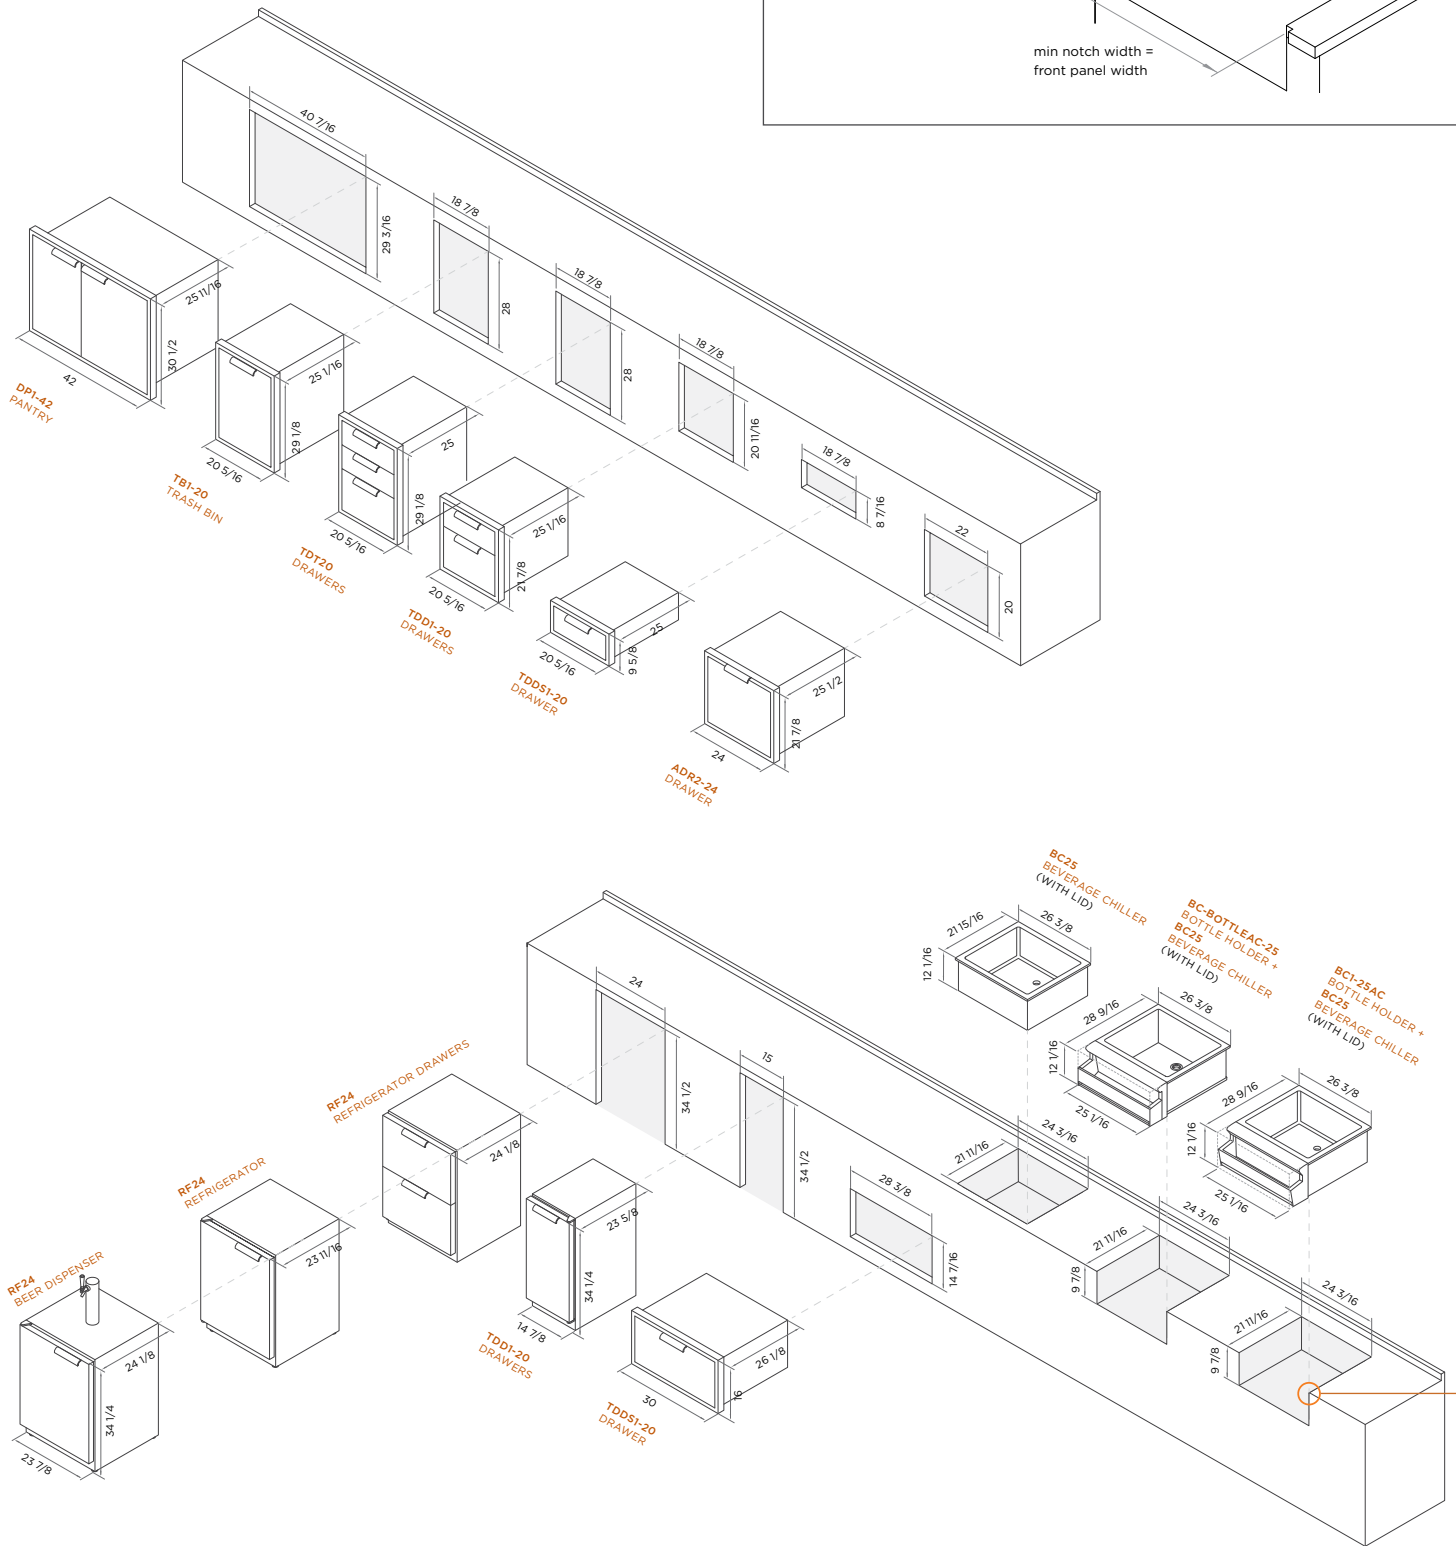 min notch width =
front panel width
40 7/16
29 3/16
18 7/8
28
18 7/8
28
18 7/8
20 11/16
18 7/8
8 7/16
22
20
25 11/16
30 1/2
42
DP1-42
PANTRY
25 1/16
29 1/8
20 5/16
TB1-20
TRASH BIN
25
29 1/8
20 5/16
TDT20
DRAWERS
25 1/16
21 7/8
20 5/16
TDD1-20
DRAWERS
25
9 5/8
20 5/16
TDDS1-20
DRAWER
25 1/2
21 7/8
24
ADR2-24
DRAWER
BC25
BEVERAGE CHILLER
(WITH LID)
21 15/16
26 3/8
12 1/16
BC-BOTTLEAC-25
BOTTLE HOLDER +
BC25
BEVERAGE CHILLER
(WITH LID)
28 9/16
26 3/8
12 1/16
25 1/16
BC1-25AC
BOTTLE HOLDER +
BC25
BEVERAGE CHILLER
(WITH LID)
28 9/16
26 3/8
12 1/16
25 1/16
24
34 1/2
15
34 1/2
28 3/8
14 7/16
21 11/16
24 3/16
21 11/16
24 3/16
9 7/8
21 11/16
24 3/16
9 7/8
RF24
REFRIGERATOR DRAWERS
24 1/8
RF24
REFRIGERATOR
23 11/16
RF24
BEER DISPENSER
24 1/8
34 1/4
23 7/8
23 5/8
34 1/4
14 7/8
TDD1-20
DRAWERS
26 1/8
16
30
TDDS1-20
DRAWER